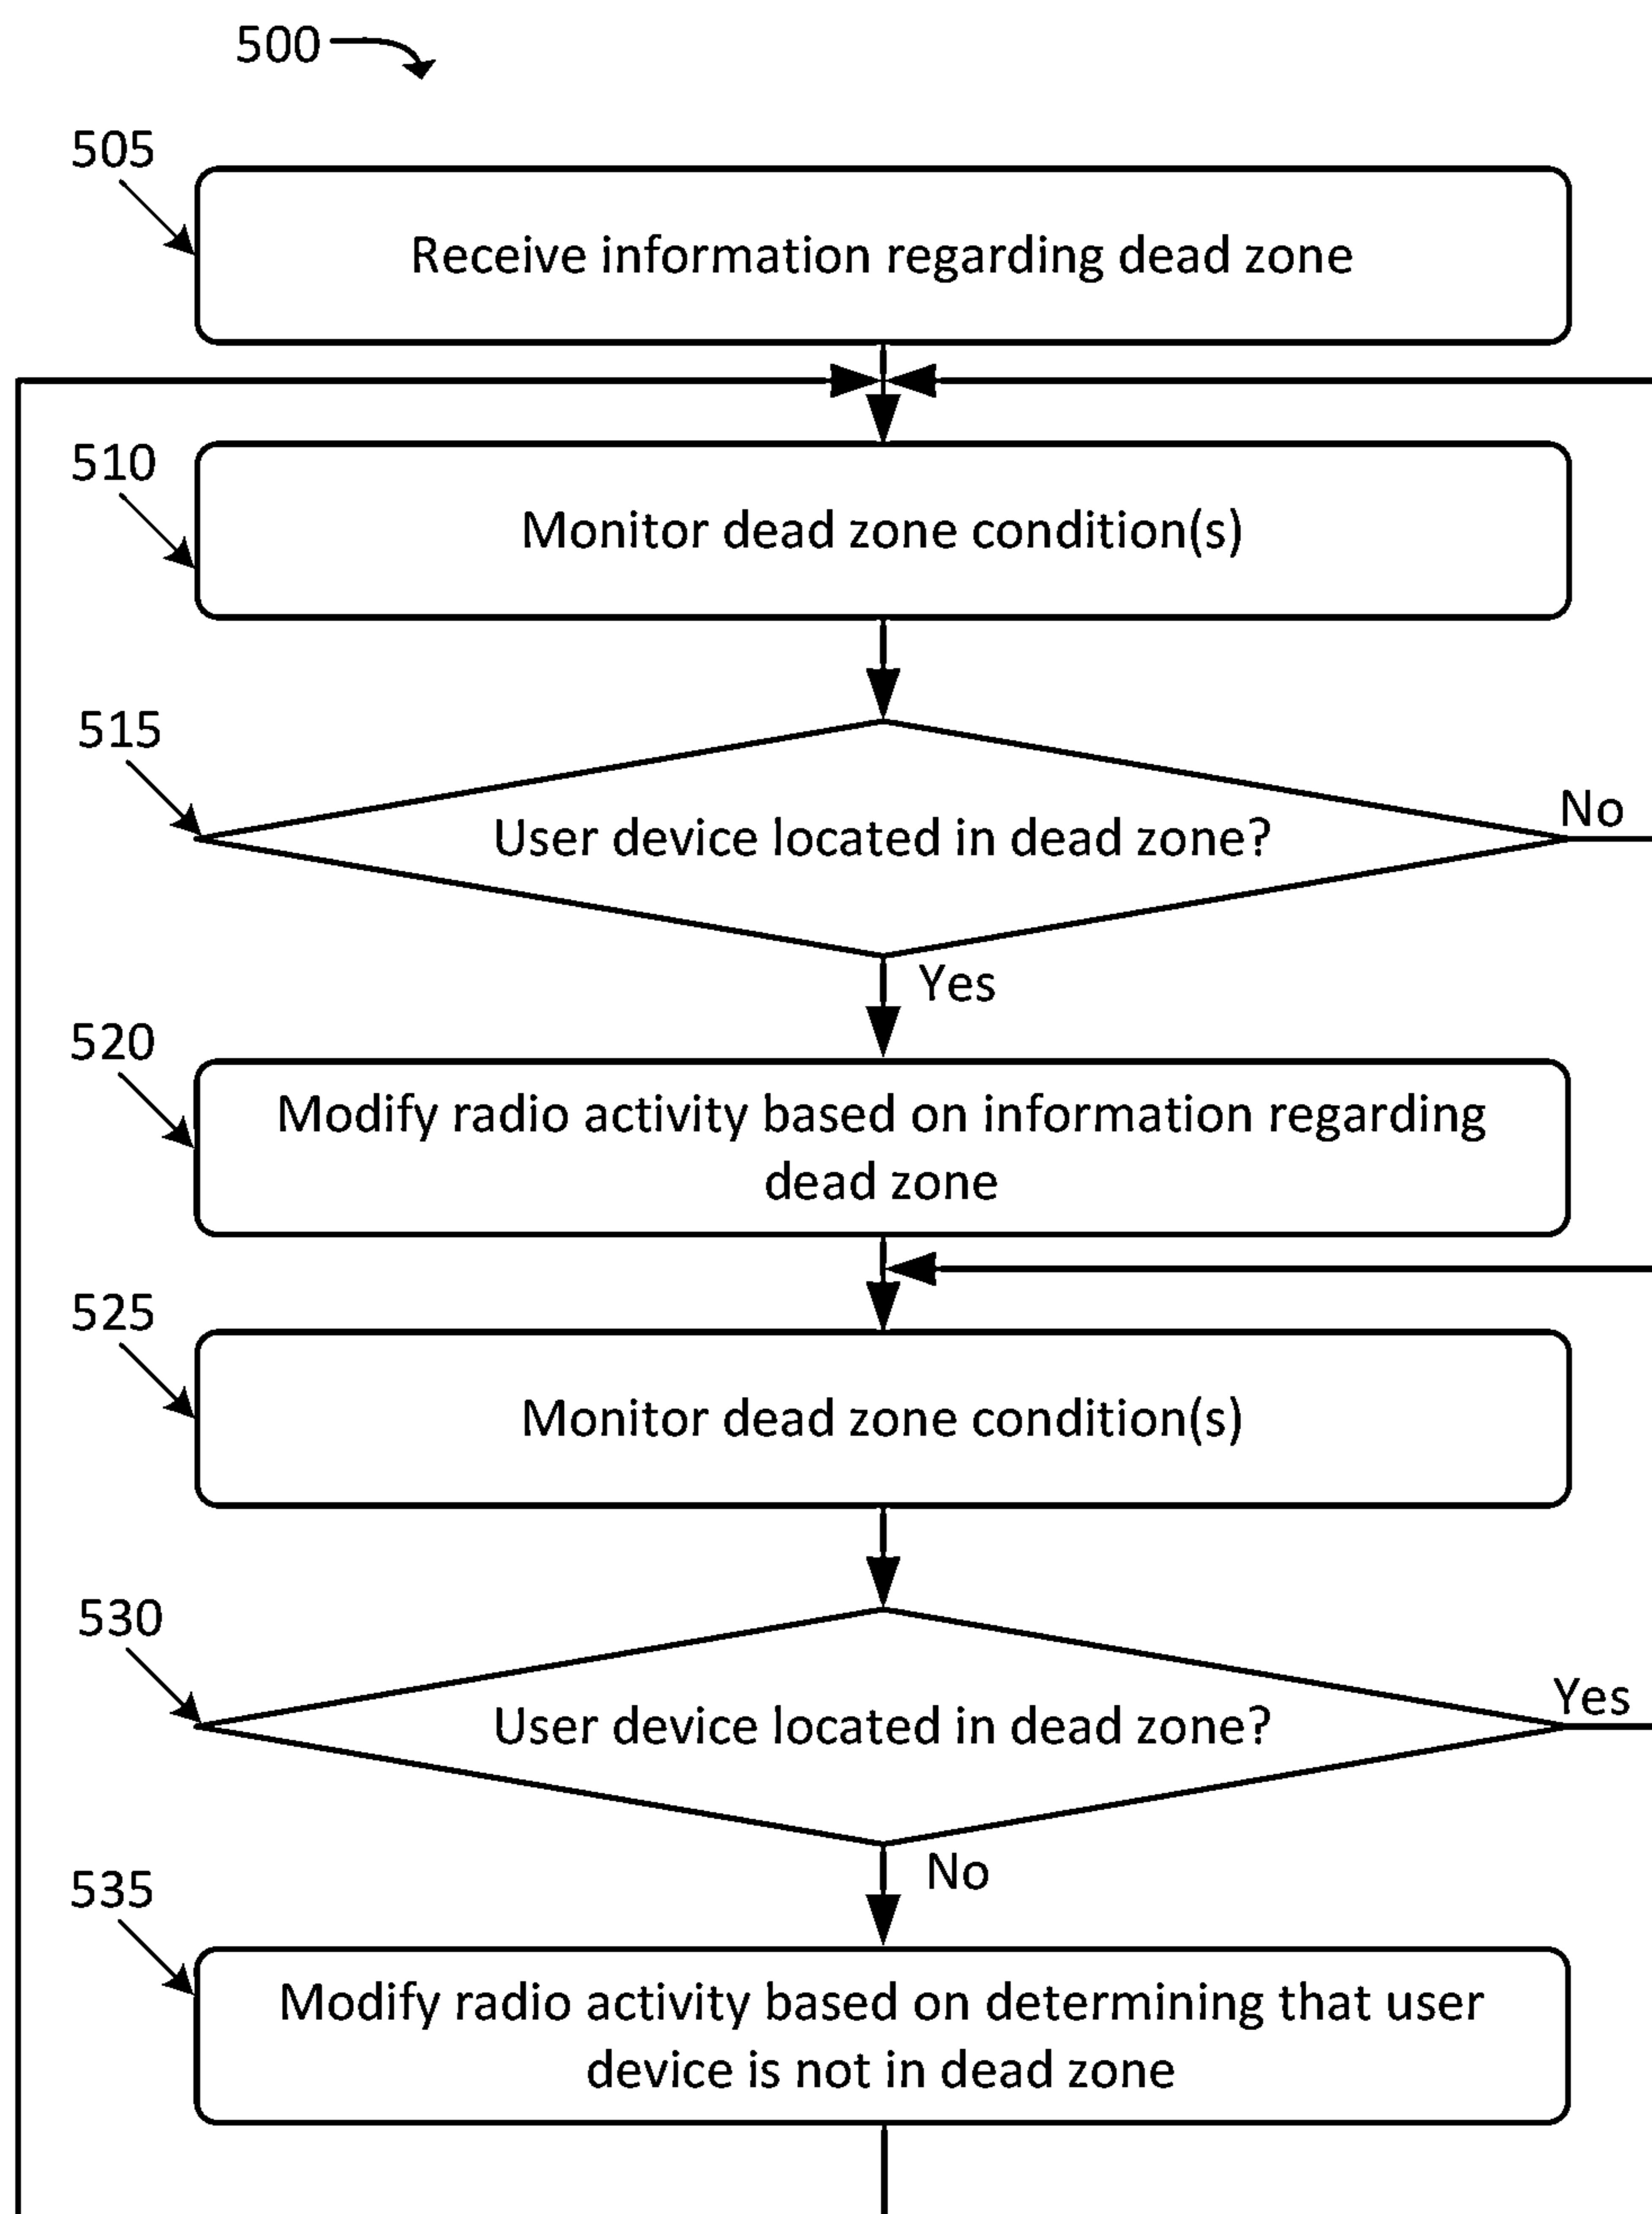 500
505
Receive information regarding dead zone
510
Monitor dead zone condition(s)
515
User device located in dead zone?
No
Yes
520
Modify radio activity based on information regarding
dead zone
525
Monitor dead zone condition(s)
530
User device located in dead zone?
Yes
No
535
Modify radio activity based on determining that user
device is not in dead zone